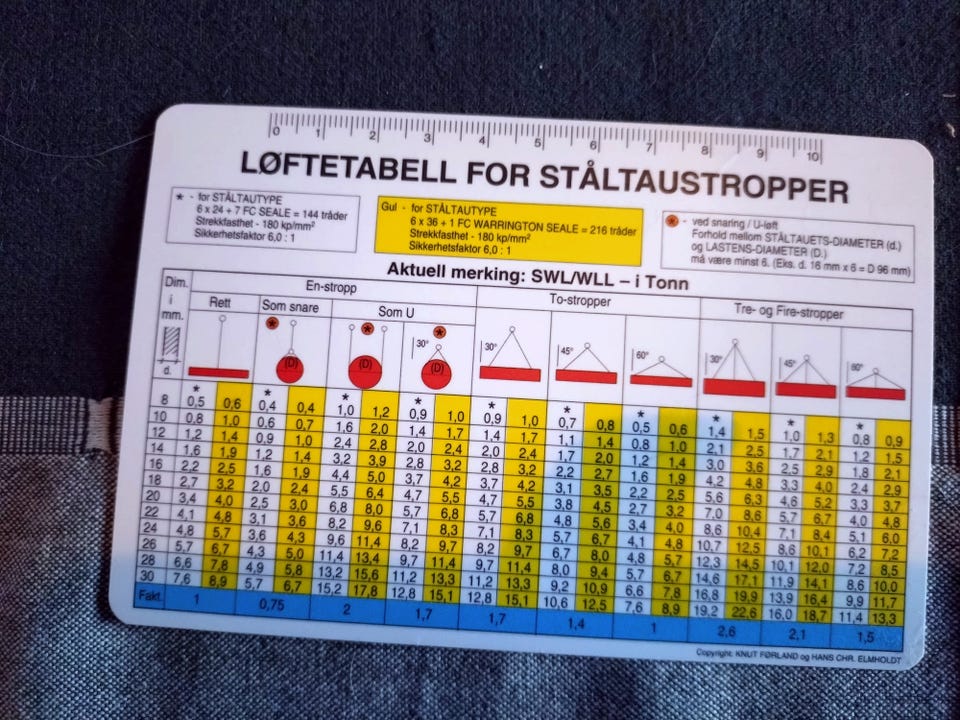 0 1 2 3 4 5 6 7 8 9 10
LØFTETABELL FOR STÅLTAUSTROPPER
* - for STÅLTAUTYPE
6 x 24 + 7 FC SEALE = 144 tråder
Strekkfasthet - 180 kp/mm²
Sikkerhetsfaktor 6,0 : 1
Gul - for STÅLTAUTYPE
6 x 36 + 1 FC WARRINGTON SEALE = 216 tråder
Strekkfasthet - 180 kp/mm²
Sikkerhetsfaktor 6,0 : 1
* - ved snaring / U-løft
Forhold mellom STÅLTAUETS-DIAMETER (d.)
og LASTENS-DIAMETER (D.)
må være minst 6. (Eks. d. 16 mm x 6 = D 96 mm)
Aktuell merking: SWL/WLL – i Tonn
Dim. i mm. d.
En-stropp To-stropper Tre- og Fire-stropper
Rett Som snare Som U
* * *
30° 30° 45° 60° 30° 45° 60°
(D) (D) (D)
* * * * * * * * * *
8 0,5 0,6 0,4 0,4 1,0 1,2 0,9 1,0 0,9 1,0 0,7 0,8 0,5 0,6 1,4 1,5 1,0 1,3 0,8 0,9
10 0,8 1,0 0,6 0,7 1,6 2,0 1,4 1,7 1,4 1,7 1,1 1,4 0,8 1,0 2,1 2,5 1,7 2,1 1,2 1,5
12 1,2 1,4 0,9 1,0 2,4 2,8 2,0 2,4 2,0 2,4 1,7 2,0 1,2 1,4 3,0 3,6 2,5 2,9 1,8 2,1
14 1,6 1,9 1,2 1,4 3,2 3,9 2,8 3,2 2,8 3,2 2,2 2,7 1,6 1,9 4,2 4,8 3,3 4,0 2,4 2,9
16 2,2 2,5 1,6 1,9 4,4 5,0 3,7 4,2 3,7 4,2 3,1 3,5 2,2 2,5 5,6 6,3 4,6 5,2 3,3 3,7
18 2,7 3,2 2,0 2,4 5,5 6,4 4,7 5,5 4,7 5,5 3,8 4,5 2,7 3,2 7,0 8,6 5,7 6,7 4,0 4,8
20 3,4 4,0 2,5 3,0 6,8 8,0 5,7 6,8 5,7 6,8 4,8 5,6 3,4 4,0 8,6 10,4 7,1 8,4 5,1 6,0
22 4,1 4,8 3,1 3,6 8,2 9,6 7,1 8,3 7,1 8,3 5,7 6,7 4,1 4,8 10,7 12,5 8,6 10,1 6,2 7,2
24 4,8 5,7 3,6 4,3 9,6 11,4 8,2 9,7 8,2 9,7 6,7 8,0 4,8 5,7 12,3 14,5 10,1 12,0 7,2 8,5
26 5,7 6,7 4,3 5,0 11,4 13,4 9,7 11,4 9,7 11,4 8,0 9,4 5,7 6,7 14,6 17,1 11,9 14,1 8,6 10,0
28 6,6 7,8 4,9 5,8 13,2 15,6 11,2 13,3 11,2 13,3 9,2 10,9 6,6 7,8 16,8 19,9 13,9 16,4 9,9 11,7
30 7,6 8,9 5,7 6,7 15,2 17,8 12,8 15,1 12,8 15,1 10,6 12,5 7,6 8,9 19,2 22,6 16,0 18,7 11,4 13,3
Fakt. 1 0,75 2 1,7 1,7 1,4 1 2,6 2,1 1,5
Copyright: KNUT FØRLAND og HANS CHR. ELMHOLDT